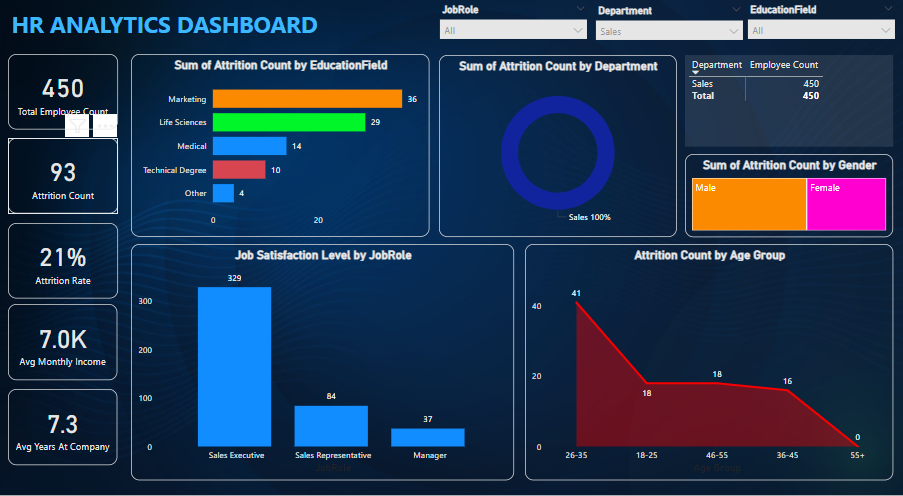 HR ANALYTICS DASHBOARD
JobRole
All
Department
Sales
EducationField
All
450
Total Employee Count
93
Attrition Count
21%
Attrition Rate
7.0K
Avg Monthly Income
7.3
Avg Years At Company
Sum of Attrition Count by EducationField
Marketing 36
Life Sciences 29
Medical 14
Technical Degree 10
Other 4
0 20
Sum of Attrition Count by Department
Sales 100%
Department Employee Count
Sales 450
Total 450
Sum of Attrition Count by Gender
Male Female
Job Satisfaction Level by JobRole
329
300
200
100
84
37
0
Sales Executive Sales Representative Manager
JobRole
Attrition Count by Age Group
41
40
20
18
18
16
0
0
26-35 18-25 46-55 36-45 55+
Age Group